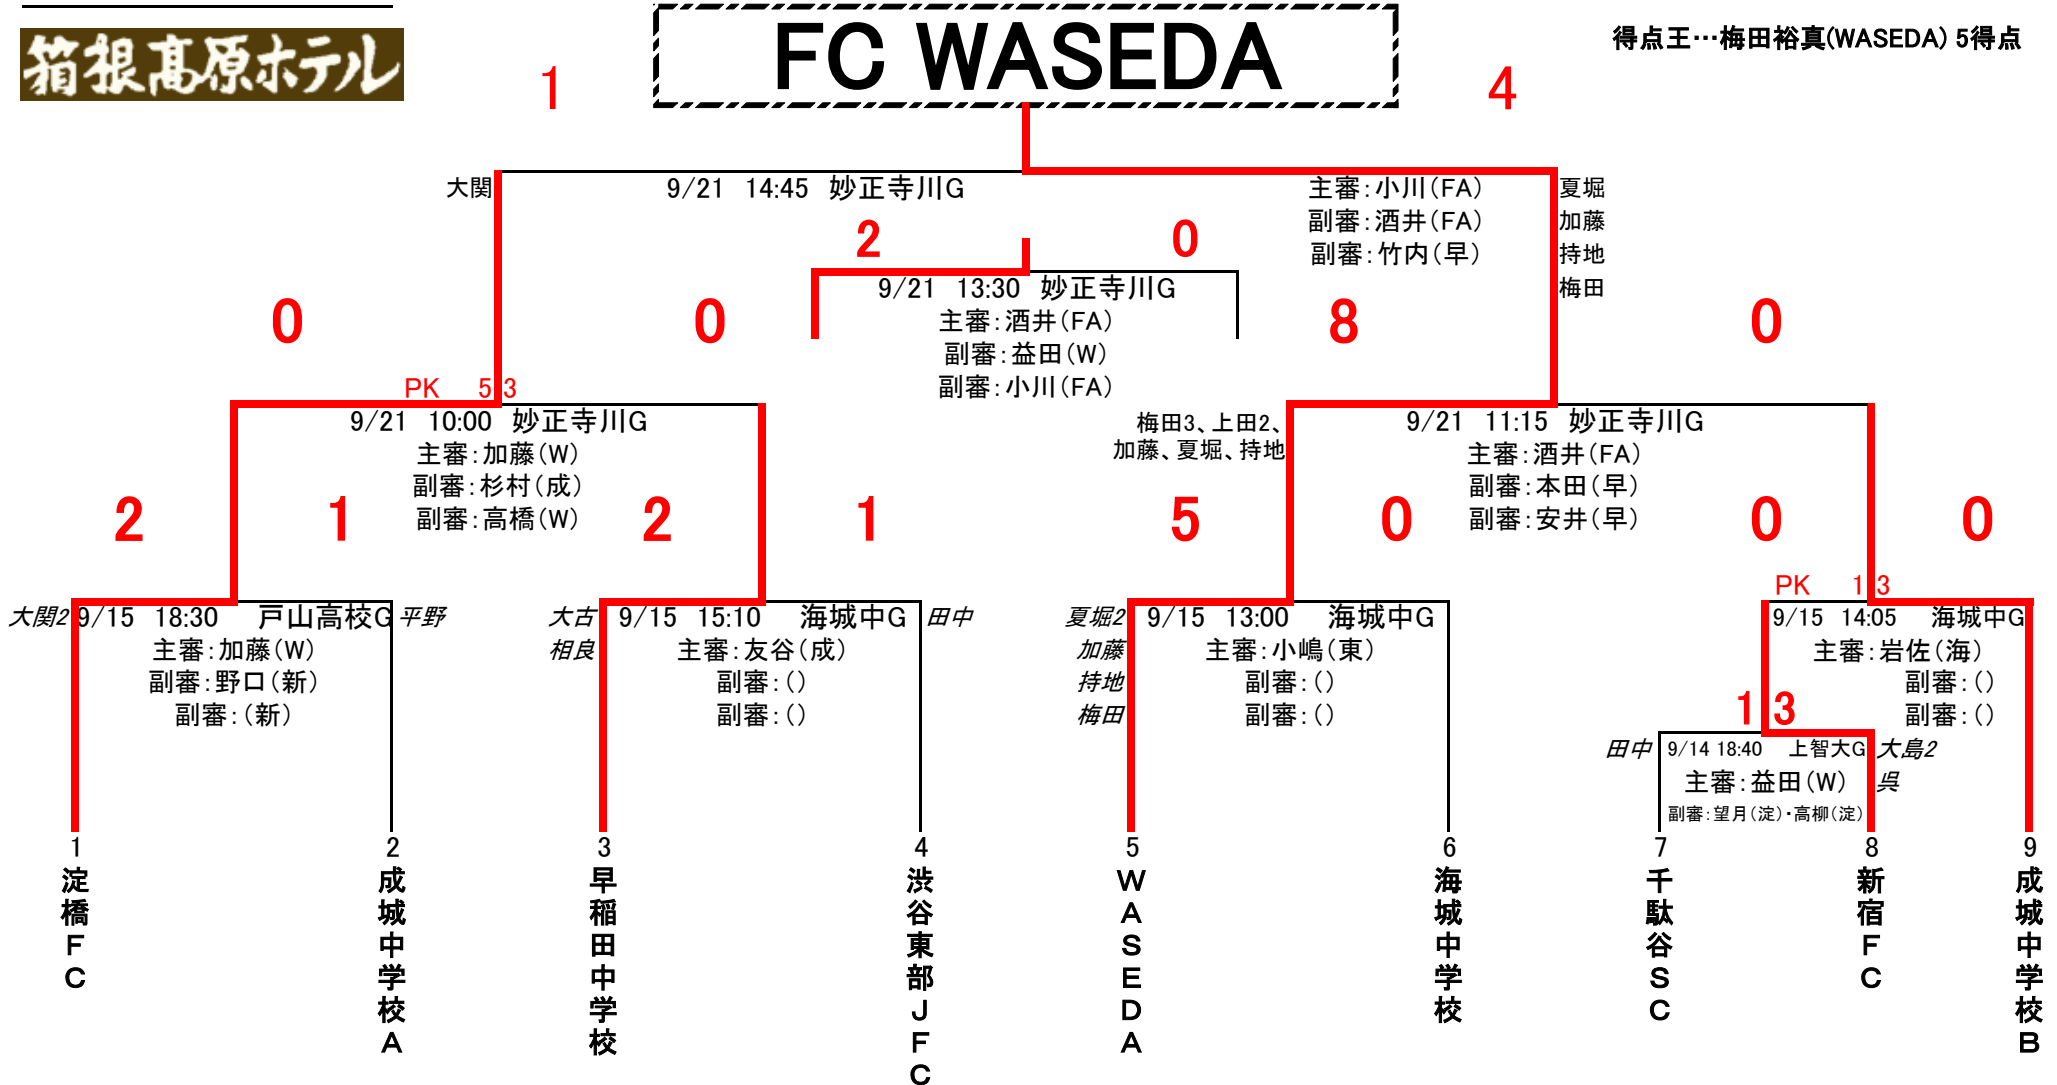 箱根高原ホテル
FC WASEDA
得点王…梅田裕真(WASEDA) 5得点
1
4
大関
9/21 14:45 妙正寺川G
主審:小川(FA)
副審:酒井(FA)
副審:竹内(早)
夏堀
加藤
持地
梅田
2
0
9/21 13:30 妙正寺川G
主審:酒井(FA)
副審:益田(W)
副審:小川(FA)
0
0
8
0
PK 5 3
9/21 10:00 妙正寺川G
主審:加藤(W)
副審:杉村(成)
副審:高橋(W)
梅田3、上田2、
加藤、夏堀、持地
9/21 11:15 妙正寺川G
主審:酒井(FA)
副審:本田(早)
副審:安井(早)
2
1
2
1
5
0
0
0
大関2
9/15 18:30 戸山高校G
平野
主審:加藤(W)
副審:野口(新)
副審:(新)
大古
相良
9/15 15:10 海城中G
田中
主審:友谷(成)
副審:()
副審:()
夏堀2
加藤
持地
梅田
9/15 13:00 海城中G
主審:小嶋(東)
副審:()
副審:()
PK 1 3
9/15 14:05 海城中G
主審:岩佐(海)
副審:()
副審:()
1 3
田中
9/14 18:40 上智大G
大島2
呉
主審:益田(W)
副審:望月(淀)・高柳(淀)
1
淀橋FC
2
成城中学校A
3
早稲田中学校
4
渋谷東部JFC
5
WASEDA
6
海城中学校
7
千駄谷SC
8
新宿FC
9
成城中学校B